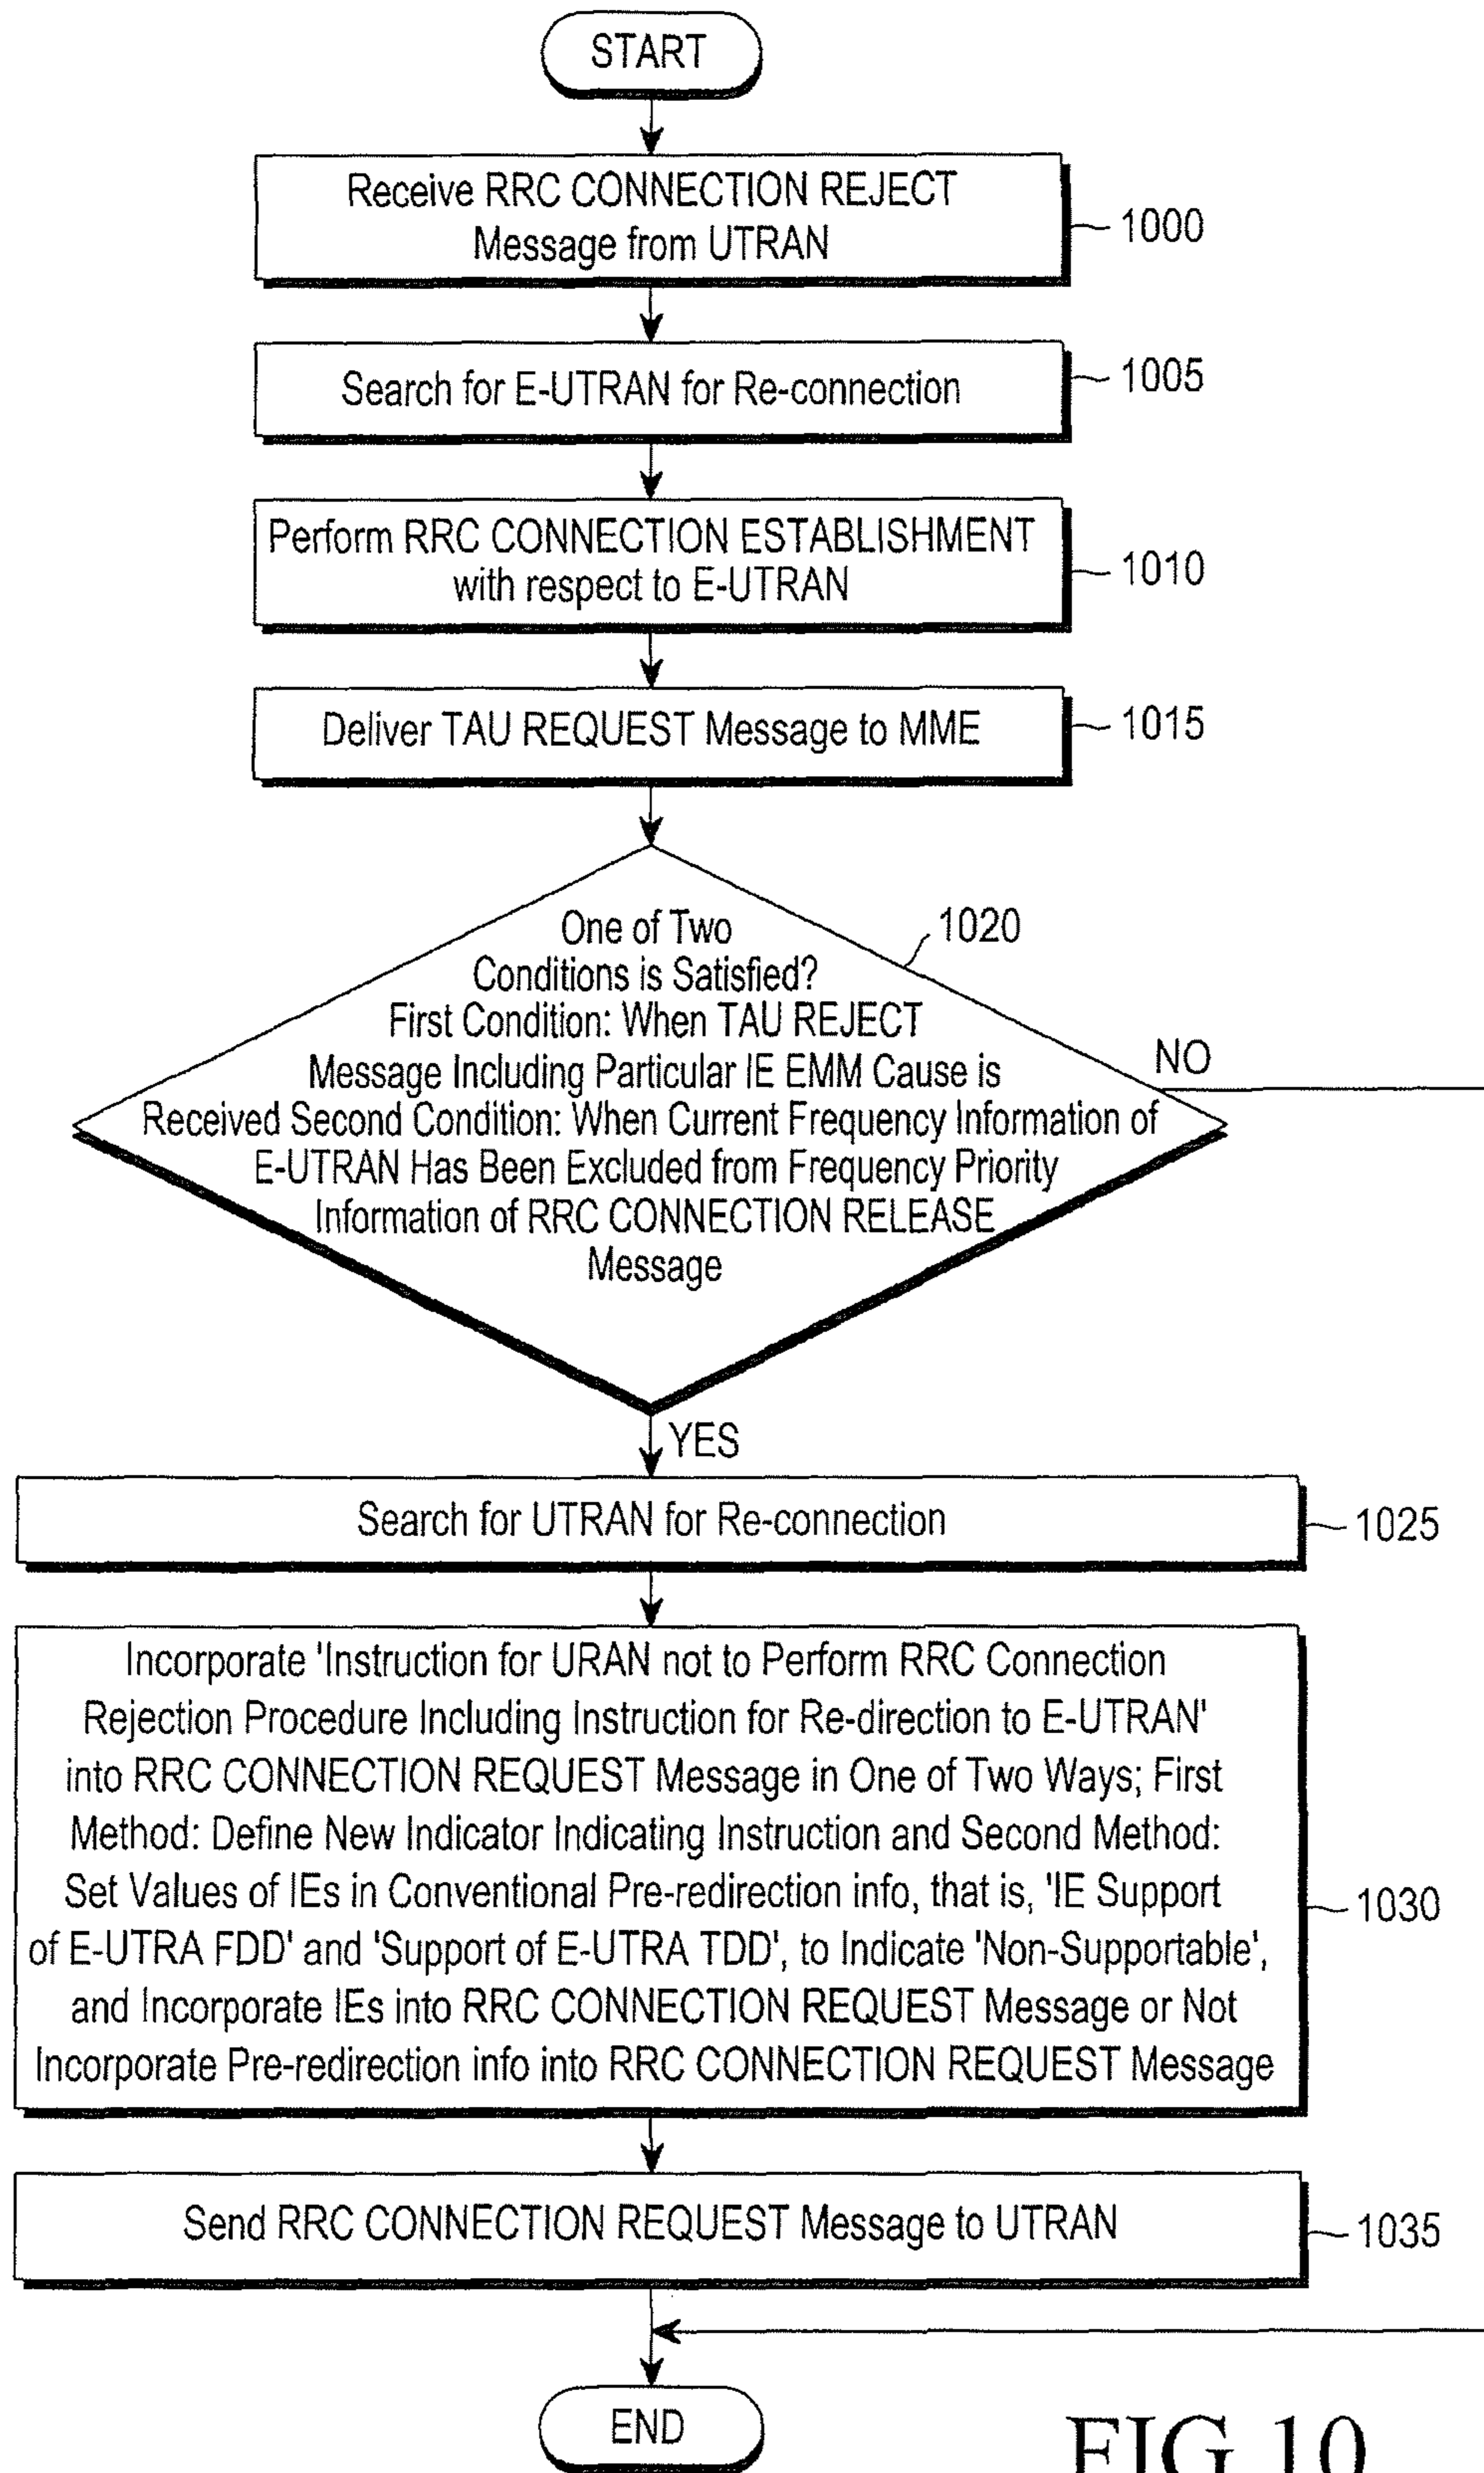 START
Receive RRC CONNECTION REJECT
Message from UTRAN
1000
Search for E-UTRAN for Re-connection
1005
Perform RRC CONNECTION ESTABLISHMENT
with respect to E-UTRAN
1010
Deliver TAU REQUEST Message to MME
1015
One of Two
Conditions is Satisfied?
First Condition: When TAU REJECT
Message Including Particular IE EMM Cause is
Received Second Condition: When Current Frequency Information of
E-UTRAN Has Been Excluded from Frequency Priority
Information of RRC CONNECTION RELEASE
Message
1020
NO
YES
Search for UTRAN for Re-connection
1025
Incorporate 'Instruction for URAN not to Perform RRC Connection
Rejection Procedure Including Instruction for Re-direction to E-UTRAN'
into RRC CONNECTION REQUEST Message in One of Two Ways; First
Method: Define New Indicator Indicating Instruction and Second Method:
Set Values of IEs in Conventional Pre-redirection info, that is, 'IE Support
of E-UTRA FDD' and 'Support of E-UTRA TDD', to Indicate 'Non-Supportable',
and Incorporate IEs into RRC CONNECTION REQUEST Message or Not
Incorporate Pre-redirection info into RRC CONNECTION REQUEST Message
1030
Send RRC CONNECTION REQUEST Message to UTRAN
1035
END
FIG.10